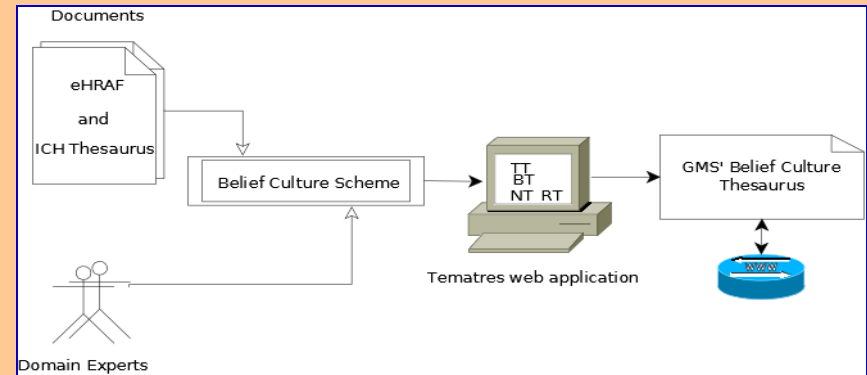 Documents
eHRAF
and
ICH Thesaurus
Belief Culture Scheme
TT
BT
NT RT
GMS' Belief Culture
Thesaurus
WWW
Tematres web application
Domain Experts